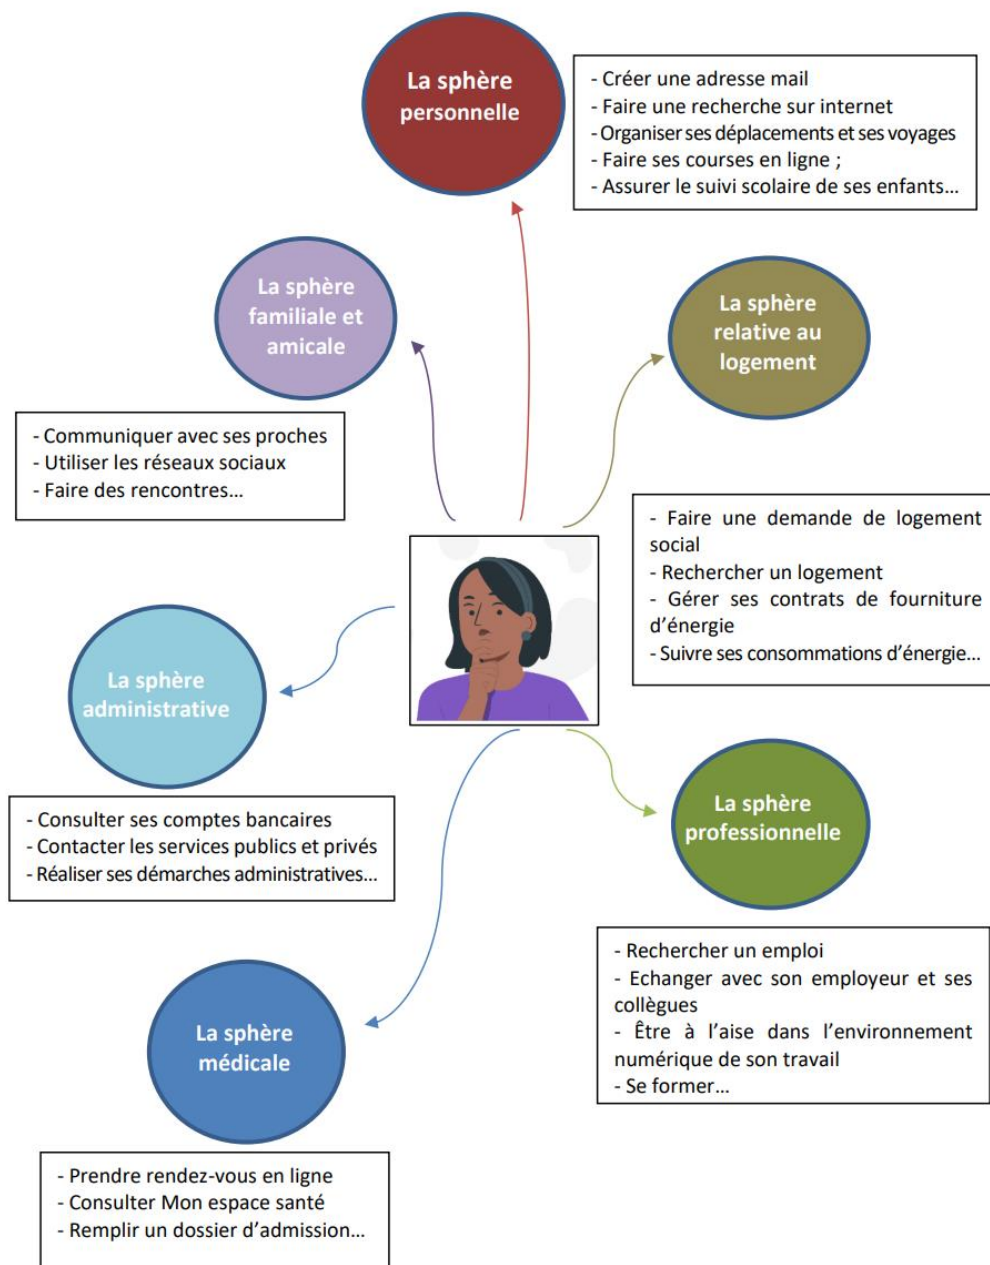 La sphère
personnelle
- Créer une adresse mail
- Faire une recherche sur internet
- Organiser ses déplacements et ses voyages
- Faire ses courses en ligne ;
- Assurer le suivi scolaire de ses enfants…
La sphère
familiale et
amicale
- Communiquer avec ses proches
- Utiliser les réseaux sociaux
- Faire des rencontres…
La sphère
relative au
logement
- Faire une demande de logement
social
- Rechercher un logement
- Gérer ses contrats de fourniture
d’énergie
- Suivre ses consommations d’énergie…
La sphère
administrative
- Consulter ses comptes bancaires
- Contacter les services publics et privés
- Réaliser ses démarches administratives…
La sphère
professionnelle
- Rechercher un emploi
- Echanger avec son employeur et ses
collègues
- Être à l’aise dans l’environnement
numérique de son travail
- Se former…
La sphère
médicale
- Prendre rendez-vous en ligne
- Consulter Mon espace santé
- Remplir un dossier d’admission…